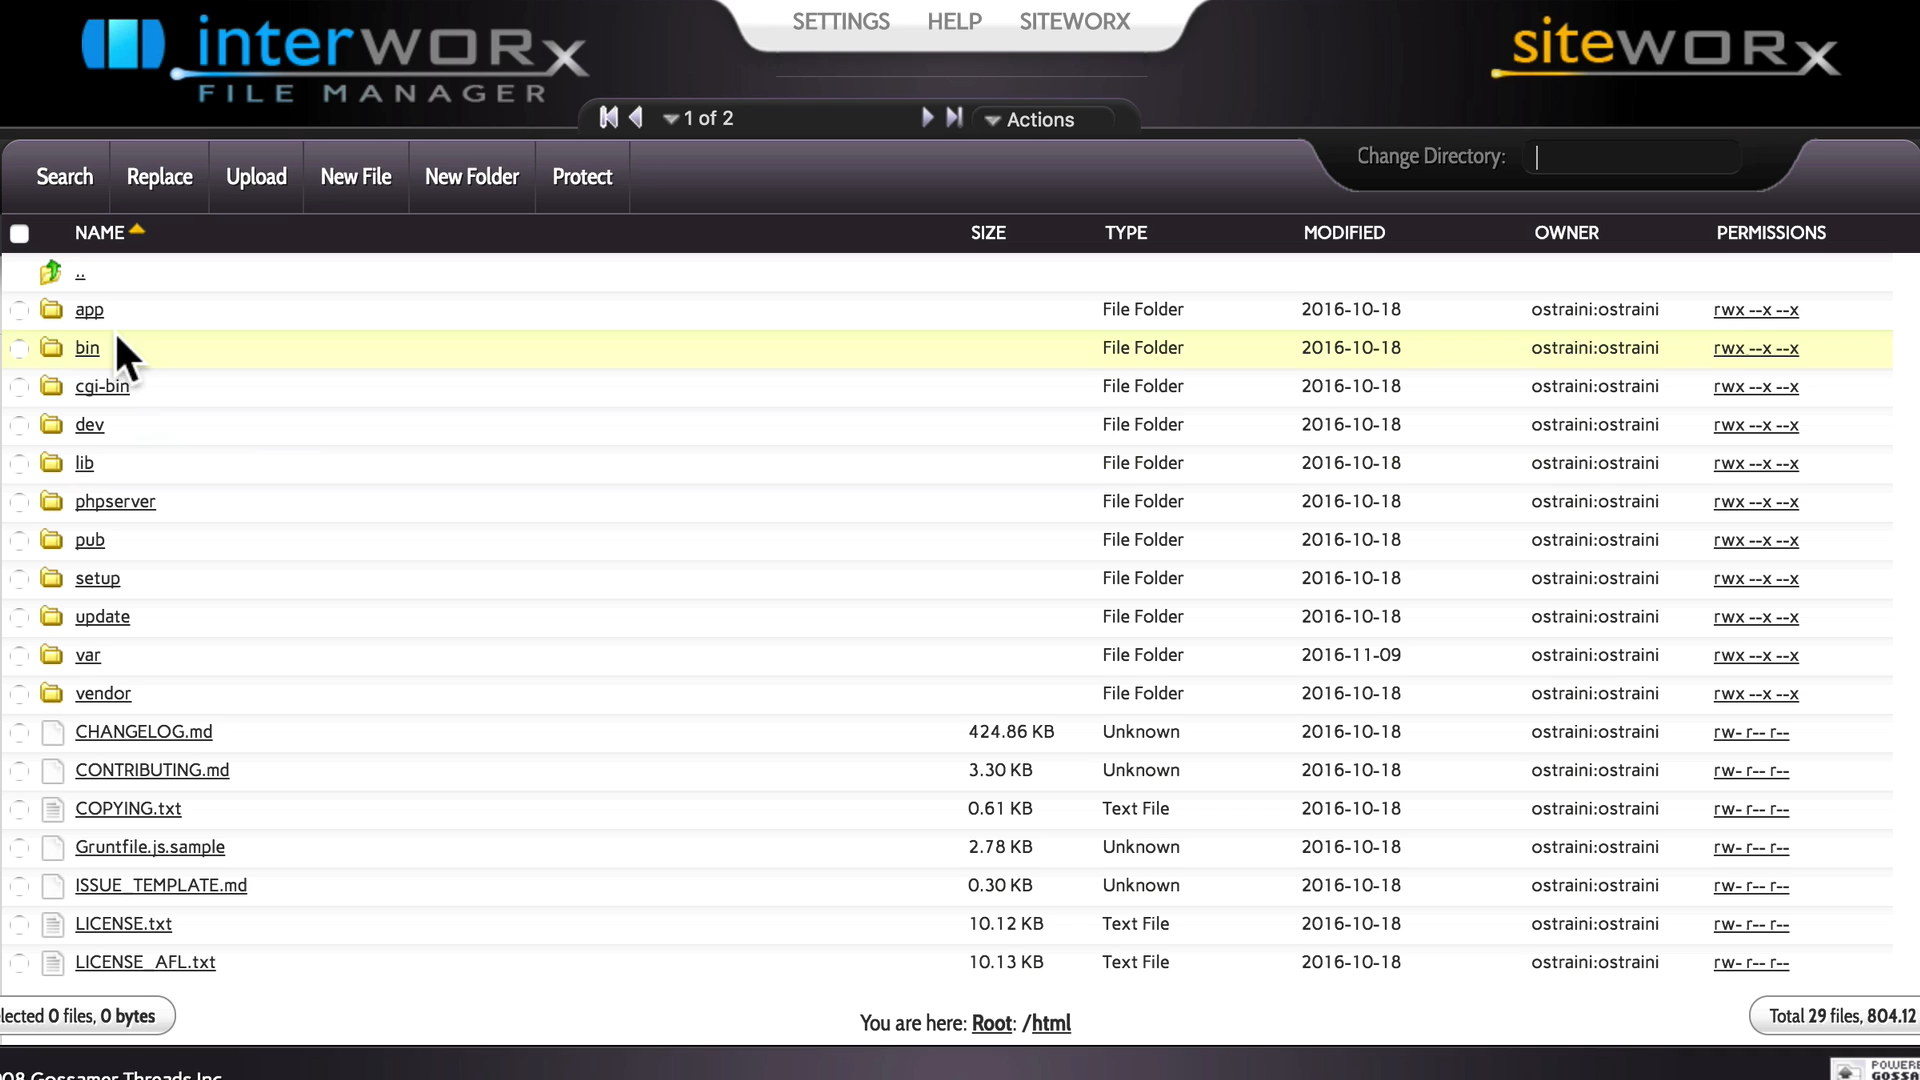 interworx
FILE MANAGER
SETTINGS HELP SITEWORX
siteworx
1 of 2 Actions
Search Replace Upload New File New Folder Protect
Change Directory:
NAME SIZE TYPE MODIFIED OWNER PERMISSIONS
..
app File Folder 2016-10-18 ostraini:ostraini rwx --x --x
bin File Folder 2016-10-18 ostraini:ostraini rwx --x --x
cgi-bin File Folder 2016-10-18 ostraini:ostraini rwx --x --x
dev File Folder 2016-10-18 ostraini:ostraini rwx --x --x
lib File Folder 2016-10-18 ostraini:ostraini rwx --x --x
phpserver File Folder 2016-10-18 ostraini:ostraini rwx --x --x
pub File Folder 2016-10-18 ostraini:ostraini rwx --x --x
setup File Folder 2016-10-18 ostraini:ostraini rwx --x --x
update File Folder 2016-10-18 ostraini:ostraini rwx --x --x
var File Folder 2016-11-09 ostraini:ostraini rwx --x --x
vendor File Folder 2016-10-18 ostraini:ostraini rwx --x --x
CHANGELOG.md 424.86 KB Unknown 2016-10-18 ostraini:ostraini rw- r-- r--
CONTRIBUTING.md 3.30 KB Unknown 2016-10-18 ostraini:ostraini rw- r-- r--
COPYING.txt 0.61 KB Text File 2016-10-18 ostraini:ostraini rw- r-- r--
Gruntfile.js.sample 2.78 KB Unknown 2016-10-18 ostraini:ostraini rw- r-- r--
ISSUE_TEMPLATE.md 0.30 KB Unknown 2016-10-18 ostraini:ostraini rw- r-- r--
LICENSE.txt 10.12 KB Text File 2016-10-18 ostraini:ostraini rw- r-- r--
LICENSE_AFL.txt 10.13 KB Text File 2016-10-18 ostraini:ostraini rw- r-- r--
lected 0 files, 0 bytes
You are here: Root: /html
Total 29 files, 804.12
08 Gossamer Threads Inc
POWERE
GOSSA